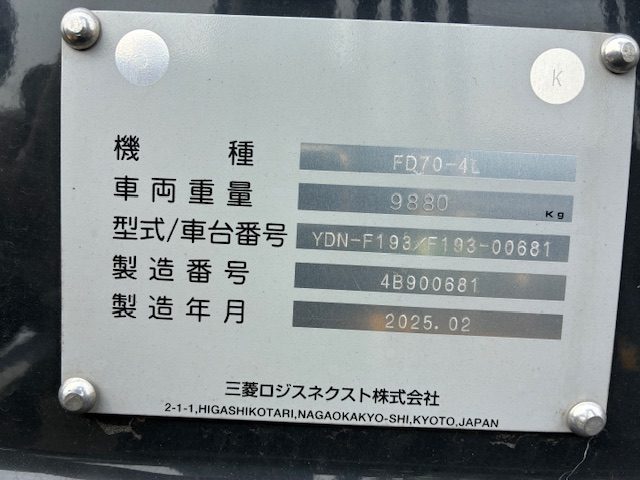 K
機種 FD70-4L
車両重量 9880 Kg
型式/車台番号 YDN-F193/F193-00681
製造番号 4B900681
製造年月 2025.02
三菱ロジスネクスト株式会社
2-1-1,HIGASHIKOTARI,NAGAOKAKYO-SHI,KYOTO,JAPAN